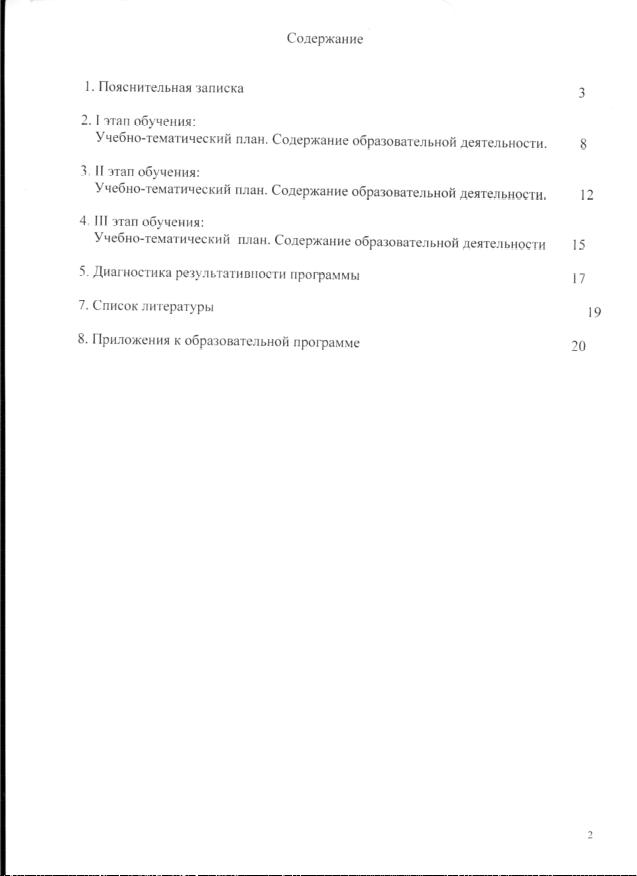 Содержание
1. Пояснительная записка 3
2. I этап обучения:
Учебно-тематический план. Содержание образовательной деятельности. 8
3. II этап обучения:
Учебно-тематический план. Содержание образовательной деятельности. 12
4. III этап обучения:
Учебно-тематический план. Содержание образовательной деятельности 15
5. Диагностика результативности программы 17
7. Список литературы 19
8. Приложения к образовательной программе 20
2